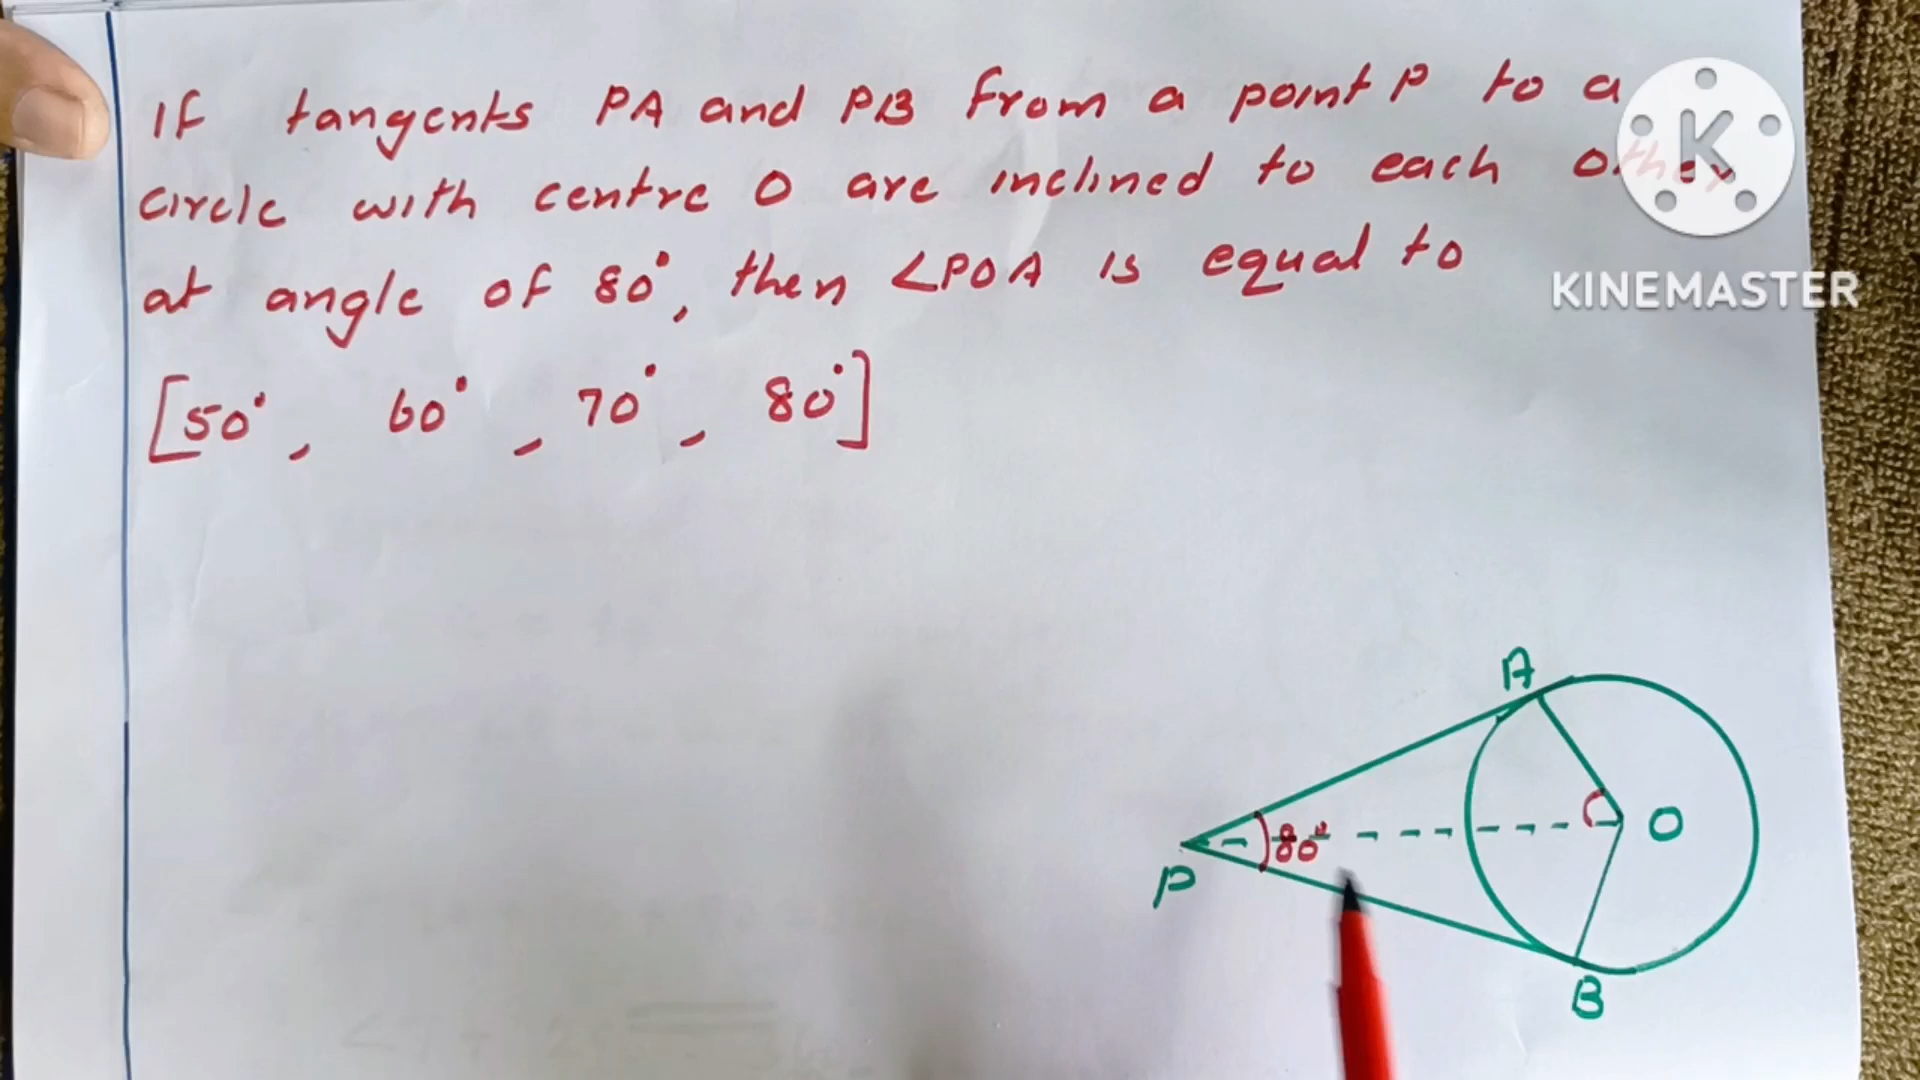 If tangents PA and PB from a point P to a
circle with centre O are inclined to each other
at angle of 80°, then ∠POA is equal to
[50°, 60°, 70°, 80°]
K
KINEMASTER
A
80°
O
P
B